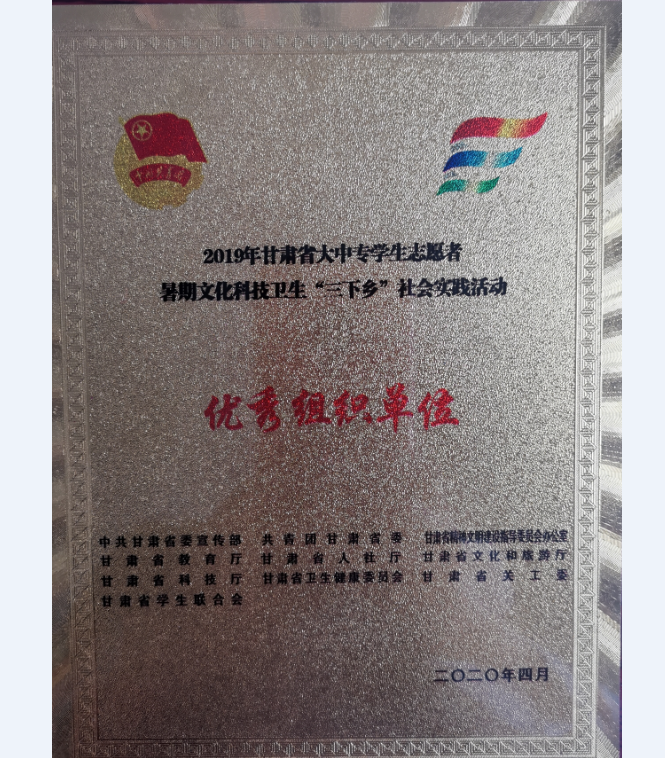 中国共青团
2019年甘肃省大中专学生志愿者
暑期文化科技卫生“三下乡”社会实践活动
优秀组织单位
中共甘肃省委宣传部 共青团甘肃省委 甘肃省精神文明建设指导委员会办公室
甘肃省教育厅 甘肃省人社厅 甘肃省文化和旅游厅
甘肃省科技厅 甘肃省卫生健康委员会 甘肃省关工委
甘肃省学生联合会
二〇二〇年四月